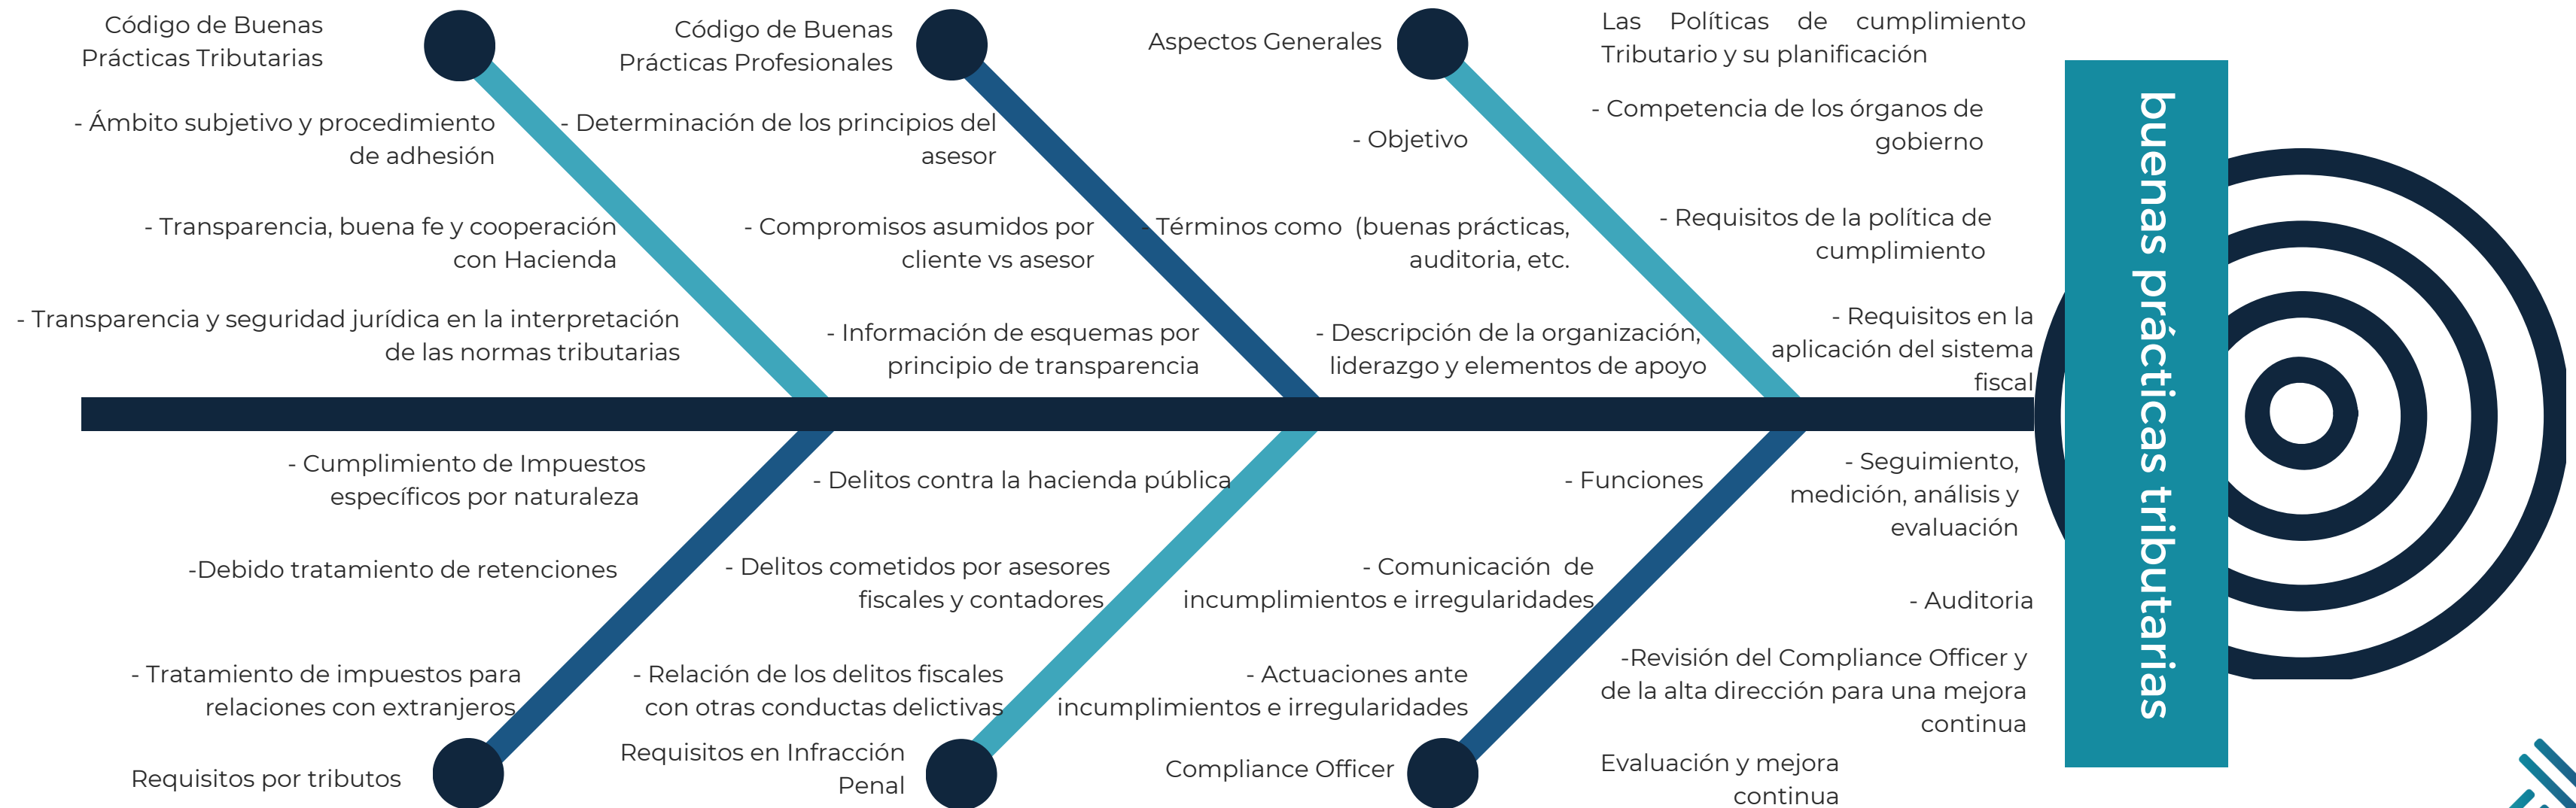 Código de Buenas
Prácticas Tributarias
- Ámbito subjetivo y procedimiento
de adhesión
- Transparencia, buena fe y cooperación
con Hacienda
- Transparencia y seguridad jurídica en la interpretación
de las normas tributarias
Código de Buenas
Prácticas Profesionales
- Determinación de los principios del
asesor
- Compromisos asumidos por
cliente vs asesor
- Información de esquemas por
principio de transparencia
Aspectos Generales
- Objetivo
- Términos como (buenas prácticas,
auditoria, etc.
- Descripción de la organización,
liderazgo y elementos de apoyo
Las Políticas de cumplimiento
Tributario y su planificación
- Competencia de los órganos de
gobierno
- Requisitos de la política de
cumplimiento
- Requisitos en la
aplicación del sistema
fiscal
- Cumplimiento de Impuestos
específicos por naturaleza
-Debido tratamiento de retenciones
- Tratamiento de impuestos para
relaciones con extranjeros.
Requisitos por tributos
- Delitos contra la hacienda pública
- Delitos cometidos por asesores
fiscales y contadores
- Relación de los delitos fiscales
con otras conductas delictivas
Requisitos en Infracción
Penal
- Funciones
- Comunicación de
incumplimientos e irregularidades
- Actuaciones ante
incumplimientos e irregularidades
Compliance Officer
- Seguimiento,
medición, análisis y
evaluación
- Auditoria
-Revisión del Compliance Officer y
de la alta dirección para una mejora
continua
Evaluación y mejora
continua
buenas prácticas tributarias